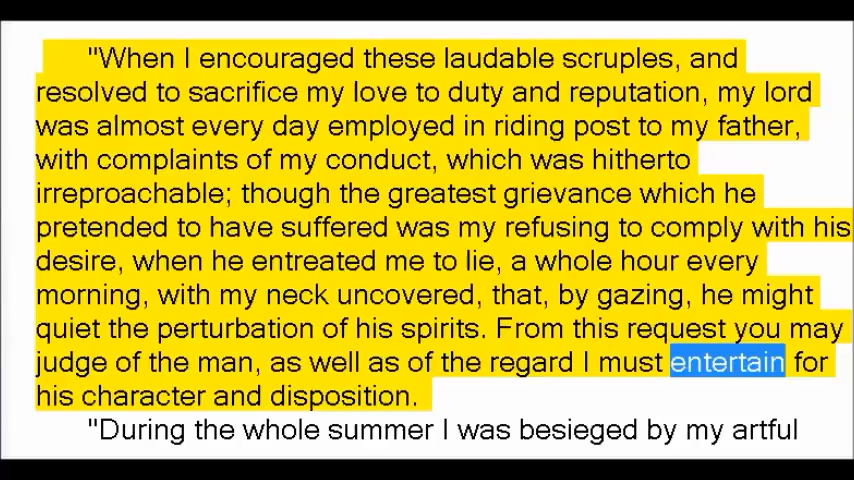 "When I encouraged these laudable scruples, and
resolved to sacrifice my love to duty and reputation, my lord
was almost every day employed in riding post to my father,
with complaints of my conduct, which was hitherto
irreproachable; though the greatest grievance which he
pretended to have suffered was my refusing to comply with his
desire, when he entreated me to lie, a whole hour every
morning, with my neck uncovered, that, by gazing, he might
quiet the perturbation of his spirits. From this request you may
judge of the man, as well as of the regard I must entertain for
his character and disposition.
"During the whole summer I was besieged by my artful